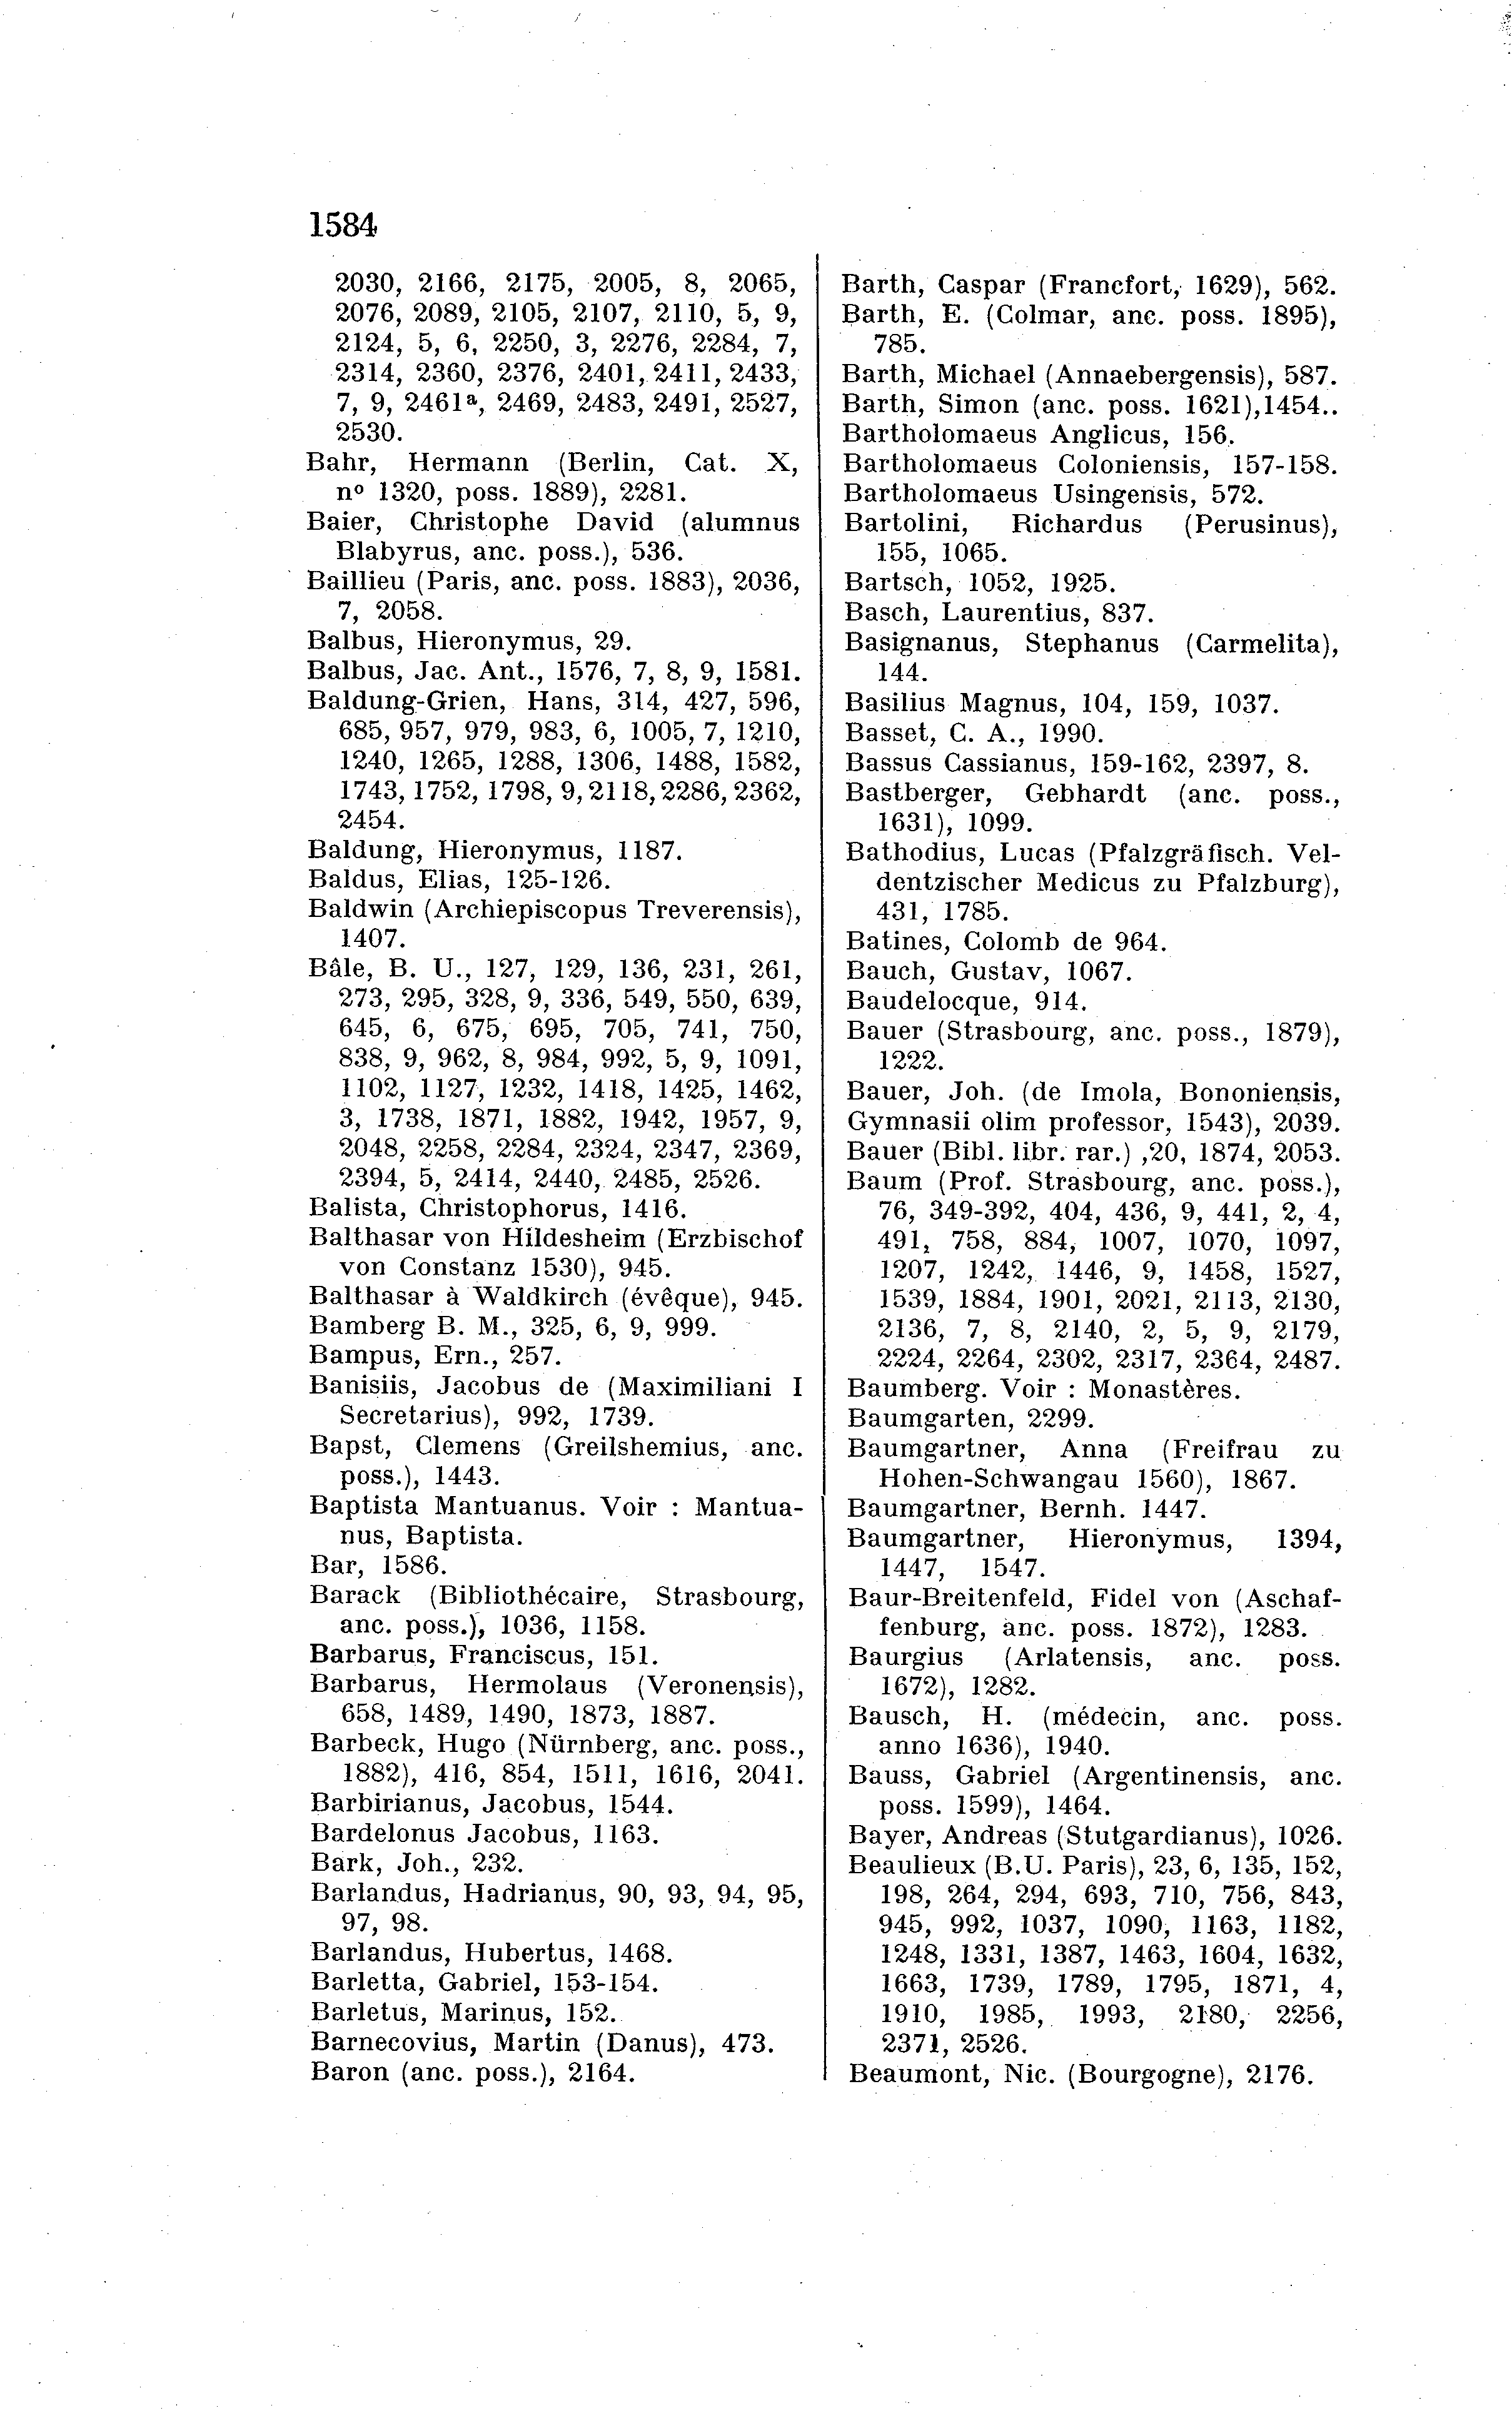 1584
2030, 2166, 2175, 2005, 8, 2065,
2076, 2089, 2105, 2107, 2110, 5, 9,
2124, 5, 6, 2250, 3, 2276, 2284, 7,
2314, 2360, 2376, 2401, 2411, 2433,
7, 9, 2461ª, 2469, 2483, 2491, 2527,
2530.
Bahr, Hermann (Berlin, Cat. X,
nº 1320, poss. 1889), 2281.
Baier, Christophe David (alumnus
Blabyrus, anc. poss.), 536.
Baillieu (Paris, anc. poss. 1883), 2036,
7, 2058.
Balbus, Hieronymus, 29.
Balbus, Jac. Ant., 1576, 7, 8, 9, 1581.
Baldung-Grien, Hans, 314, 427, 596,
685, 957, 979, 983, 6, 1005, 7, 1210,
1240, 1265, 1288, 1306, 1488, 1582,
1743, 1752, 1798, 9, 2118, 2286, 2362,
2454.
Baldung, Hieronymus, 1187.
Baldus, Elias, 125-126.
Baldwin (Archiepiscopus Treverensis),
1407.
Bâle, B. U., 127, 129, 136, 231, 261,
273, 295, 328, 9, 336, 549, 550, 639,
645, 6, 675, 695, 705, 741, 750,
838, 9, 962, 8, 984, 992, 5, 9, 1091,
1102, 1127, 1232, 1418, 1425, 1462,
3, 1738, 1871, 1882, 1942, 1957, 9,
2048, 2258, 2284, 2324, 2347, 2369,
2394, 5, 2414, 2440, 2485, 2526.
Balista, Christophorus, 1416.
Balthasar von Hildesheim (Erzbischof
von Constanz 1530), 945.
Balthasar à Waldkirch (évêque), 945.
Bamberg B. M., 325, 6, 9, 999.
Bampus, Ern., 257.
Banisiis, Jacobus de (Maximiliani I
Secretarius), 992, 1739.
Bapst, Clemens (Greilshemius, anc.
poss.), 1443.
Baptista Mantuanus. Voir : Mantua-
nus, Baptista.
Bar, 1586.
Barack (Bibliothécaire, Strasbourg,
anc. poss.), 1036, 1158.
Barbarus, Franciscus, 151.
Barbarus, Hermolaus (Veronensis),
658, 1489, 1490, 1873, 1887.
Barbeck, Hugo (Nürnberg, anc. poss.,
1882), 416, 854, 1511, 1616, 2041.
Barbirianus, Jacobus, 1544.
Bardelonus Jacobus, 1163.
Bark, Joh., 232.
Barlandus, Hadrianus, 90, 93, 94, 95,
97, 98.
Barlandus, Hubertus, 1468.
Barletta, Gabriel, 153-154.
Barletus, Marinus, 152.
Barnecovius, Martin (Danus), 473.
Baron (anc. poss.), 2164.
Barth, Caspar (Francfort, 1629), 562.
Barth, E. (Colmar, anc. poss. 1895),
785.
Barth, Michael (Annaebergensis), 587.
Barth, Simon (anc. poss. 1621),1454..
Bartholomaeus Anglicus, 156.
Bartholomaeus Coloniensis, 157-158.
Bartholomaeus Usingensis, 572.
Bartolini, Richardus (Perusinus),
155, 1065.
Bartsch, 1052, 1925.
Basch, Laurentius, 837.
Basignanus, Stephanus (Carmelita),
144.
Basilius Magnus, 104, 159, 1037.
Basset, C. A., 1990.
Bassus Cassianus, 159-162, 2397, 8.
Bastberger, Gebhardt (anc. poss.,
1631), 1099.
Bathodius, Lucas (Pfalzgräfisch. Vel-
dentzischer Medicus zu Pfalzburg),
431, 1785.
Batines, Colomb de 964.
Bauch, Gustav, 1067.
Baudelocque, 914.
Bauer (Strasbourg, anc. poss., 1879),
1222.
Bauer, Joh. (de Imola, Bononiensis,
Gymnasii olim professor, 1543), 2039.
Bauer (Bibl. libr. rar.) ,20, 1874, 2053.
Baum (Prof. Strasbourg, anc. poss.),
76, 349-392, 404, 436, 9, 441, 2, 4,
491, 758, 884, 1007, 1070, 1097,
1207, 1242, 1446, 9, 1458, 1527,
1539, 1884, 1901, 2021, 2113, 2130,
2136, 7, 8, 2140, 2, 5, 9, 2179,
2224, 2264, 2302, 2317, 2364, 2487.
Baumberg. Voir : Monastères.
Baumgarten, 2299.
Baumgartner, Anna (Freifrau zu
Hohen-Schwangau 1560), 1867.
Baumgartner, Bernh. 1447.
Baumgartner, Hieronymus, 1394,
1447, 1547.
Baur-Breitenfeld, Fidel von (Aschaf-
fenburg, anc. poss. 1872), 1283.
Baurgius (Arlatensis, anc. poss.
1672), 1282.
Bausch, H. (médecin, anc. poss.
anno 1636), 1940.
Bauss, Gabriel (Argentinensis, anc.
poss. 1599), 1464.
Bayer, Andreas (Stutgardianus), 1026.
Beaulieux (B.U. Paris), 23, 6, 135, 152,
198, 264, 294, 693, 710, 756, 843,
945, 992, 1037, 1090, 1163, 1182,
1248, 1331, 1387, 1463, 1604, 1632,
1663, 1739, 1789, 1795, 1871, 4,
1910, 1985, 1993, 2180, 2256,
2371, 2526.
Beaumont, Nic. (Bourgogne), 2176.